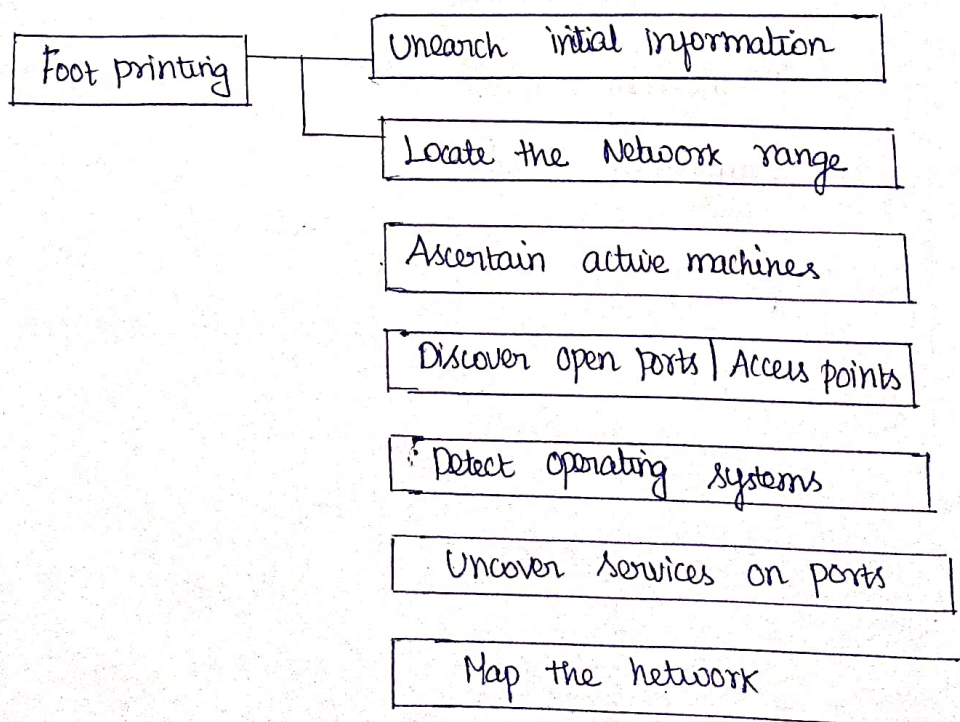 Foot printing
Unearch initial information
Locate the Network range
Ascertain active machines
Discover open ports | Access points
Detect operating systems
Uncover services on ports
Map the network